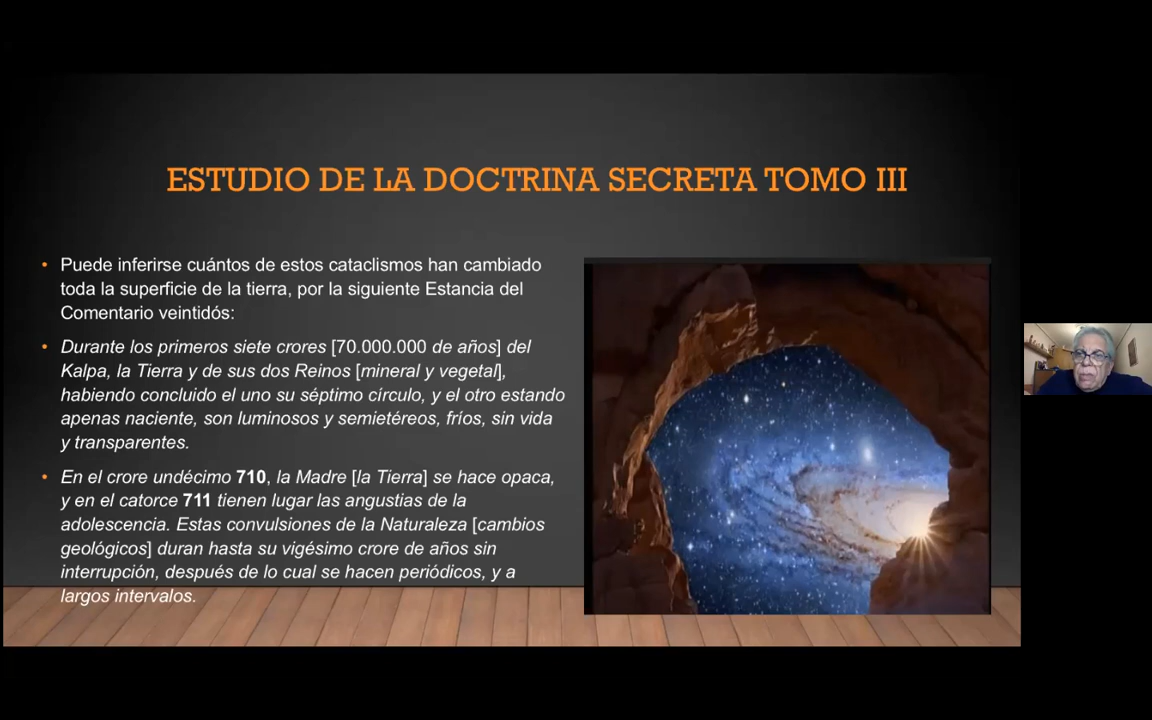 ESTUDIO DE LA DOCTRINA SECRETA TOMO III
• Puede inferirse cuántos de estos cataclismos han cambiado
toda la superficie de la tierra, por la siguiente Estancia del
Comentario veintidós:
• Durante los primeros siete crores [70.000.000 de años] del
Kalpa, la Tierra y de sus dos Reinos [mineral y vegetal],
habiendo concluido el uno su séptimo círculo, y el otro estando
apenas naciente, son luminosos y semietéreos, fríos, sin vida
y transparentes.
• En el crore undécimo 710, la Madre [la Tierra] se hace opaca,
y en el catorce 711 tienen lugar las angustias de la
adolescencia. Estas convulsiones de la Naturaleza [cambios
geológicos] duran hasta su vigésimo crore de años sin
interrupción, después de lo cual se hacen periódicos, y a
largos intervalos.